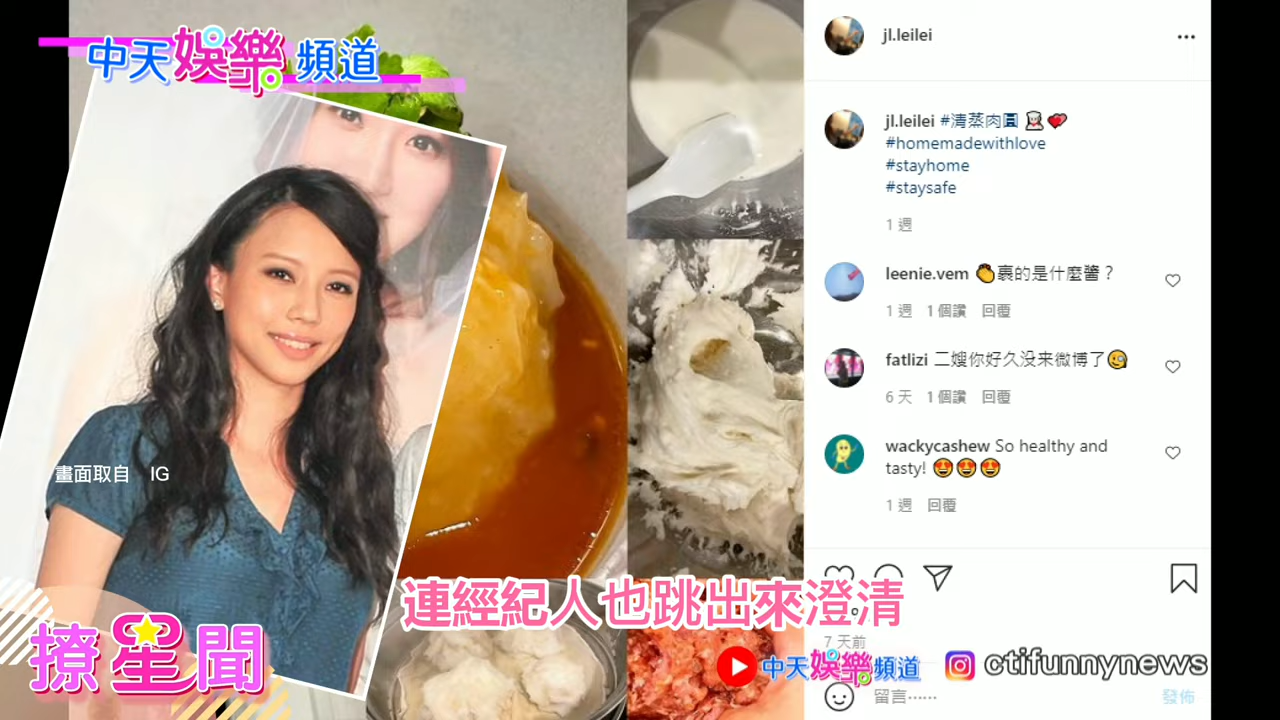 中天娛樂頻道
jl.leilei
jl.leilei #清蒸肉圓
#homemadewithlove
#stayhome
#staysafe
1 週
leenie.vem 👏裹的是什麼醬？
1 週 1 個讚 回覆
fatlizi 二嫂你好久没来微博了🧐
6 天 1 個讚 回覆
wackycashew So healthy and
tasty! 😍😍😍
1 週 回覆
畫面取自 IG
連經紀人也跳出來澄清
7 天前
撩星聞
中天娛樂頻道
ctifunnynews
留言……
發佈